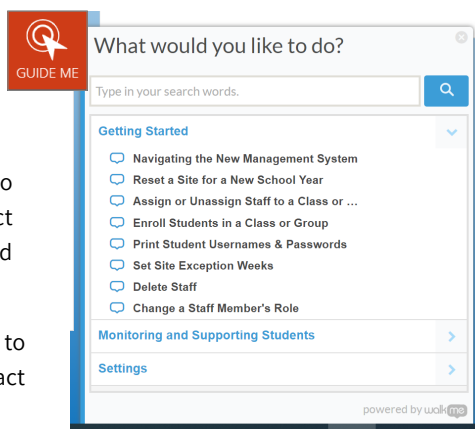 GUIDE ME
What would you like to do?
Type in your search words.
Getting Started
Navigating the New Management System
Reset a Site for a New School Year
Assign or Unassign Staff to a Class or ...
Enroll Students in a Class or Group
Print Student Usernames & Passwords
Set Site Exception Weeks
Delete Staff
Change a Staff Member's Role
Monitoring and Supporting Students
Settings
powered by walkme
to